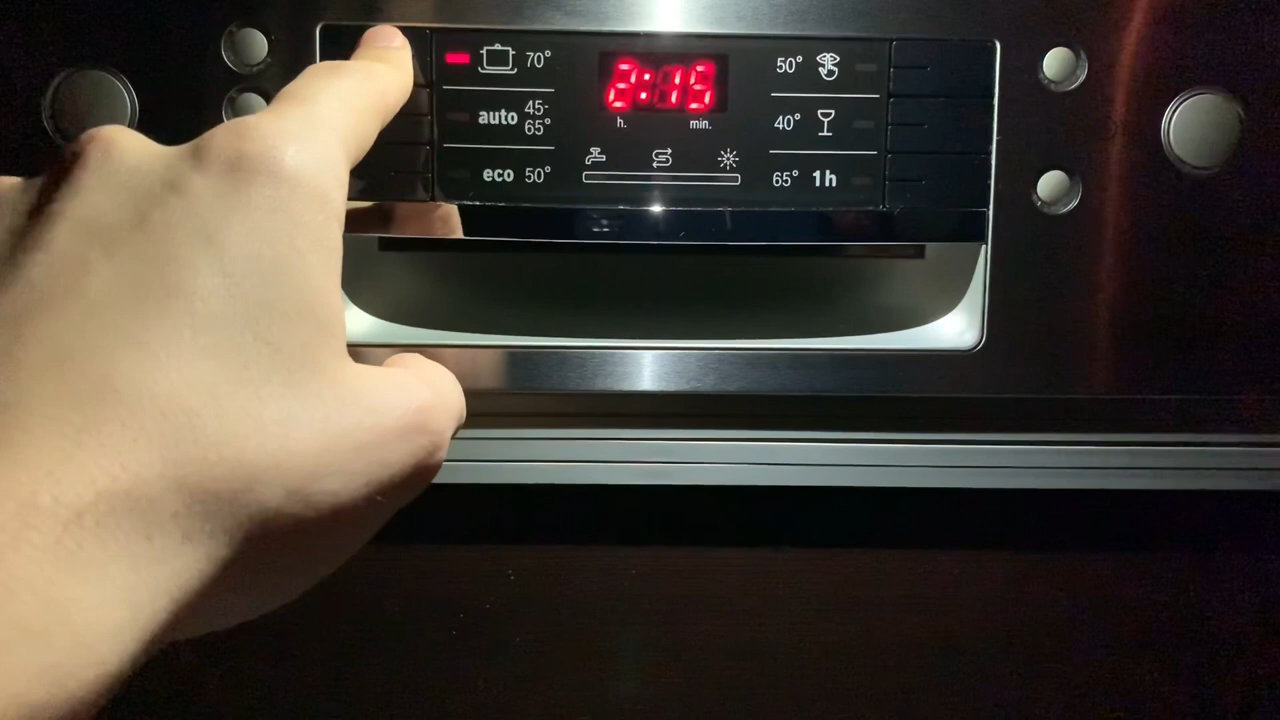 70°
2:15
50°
auto 45-
65°
h. min.
40°
eco 50°
65° 1h